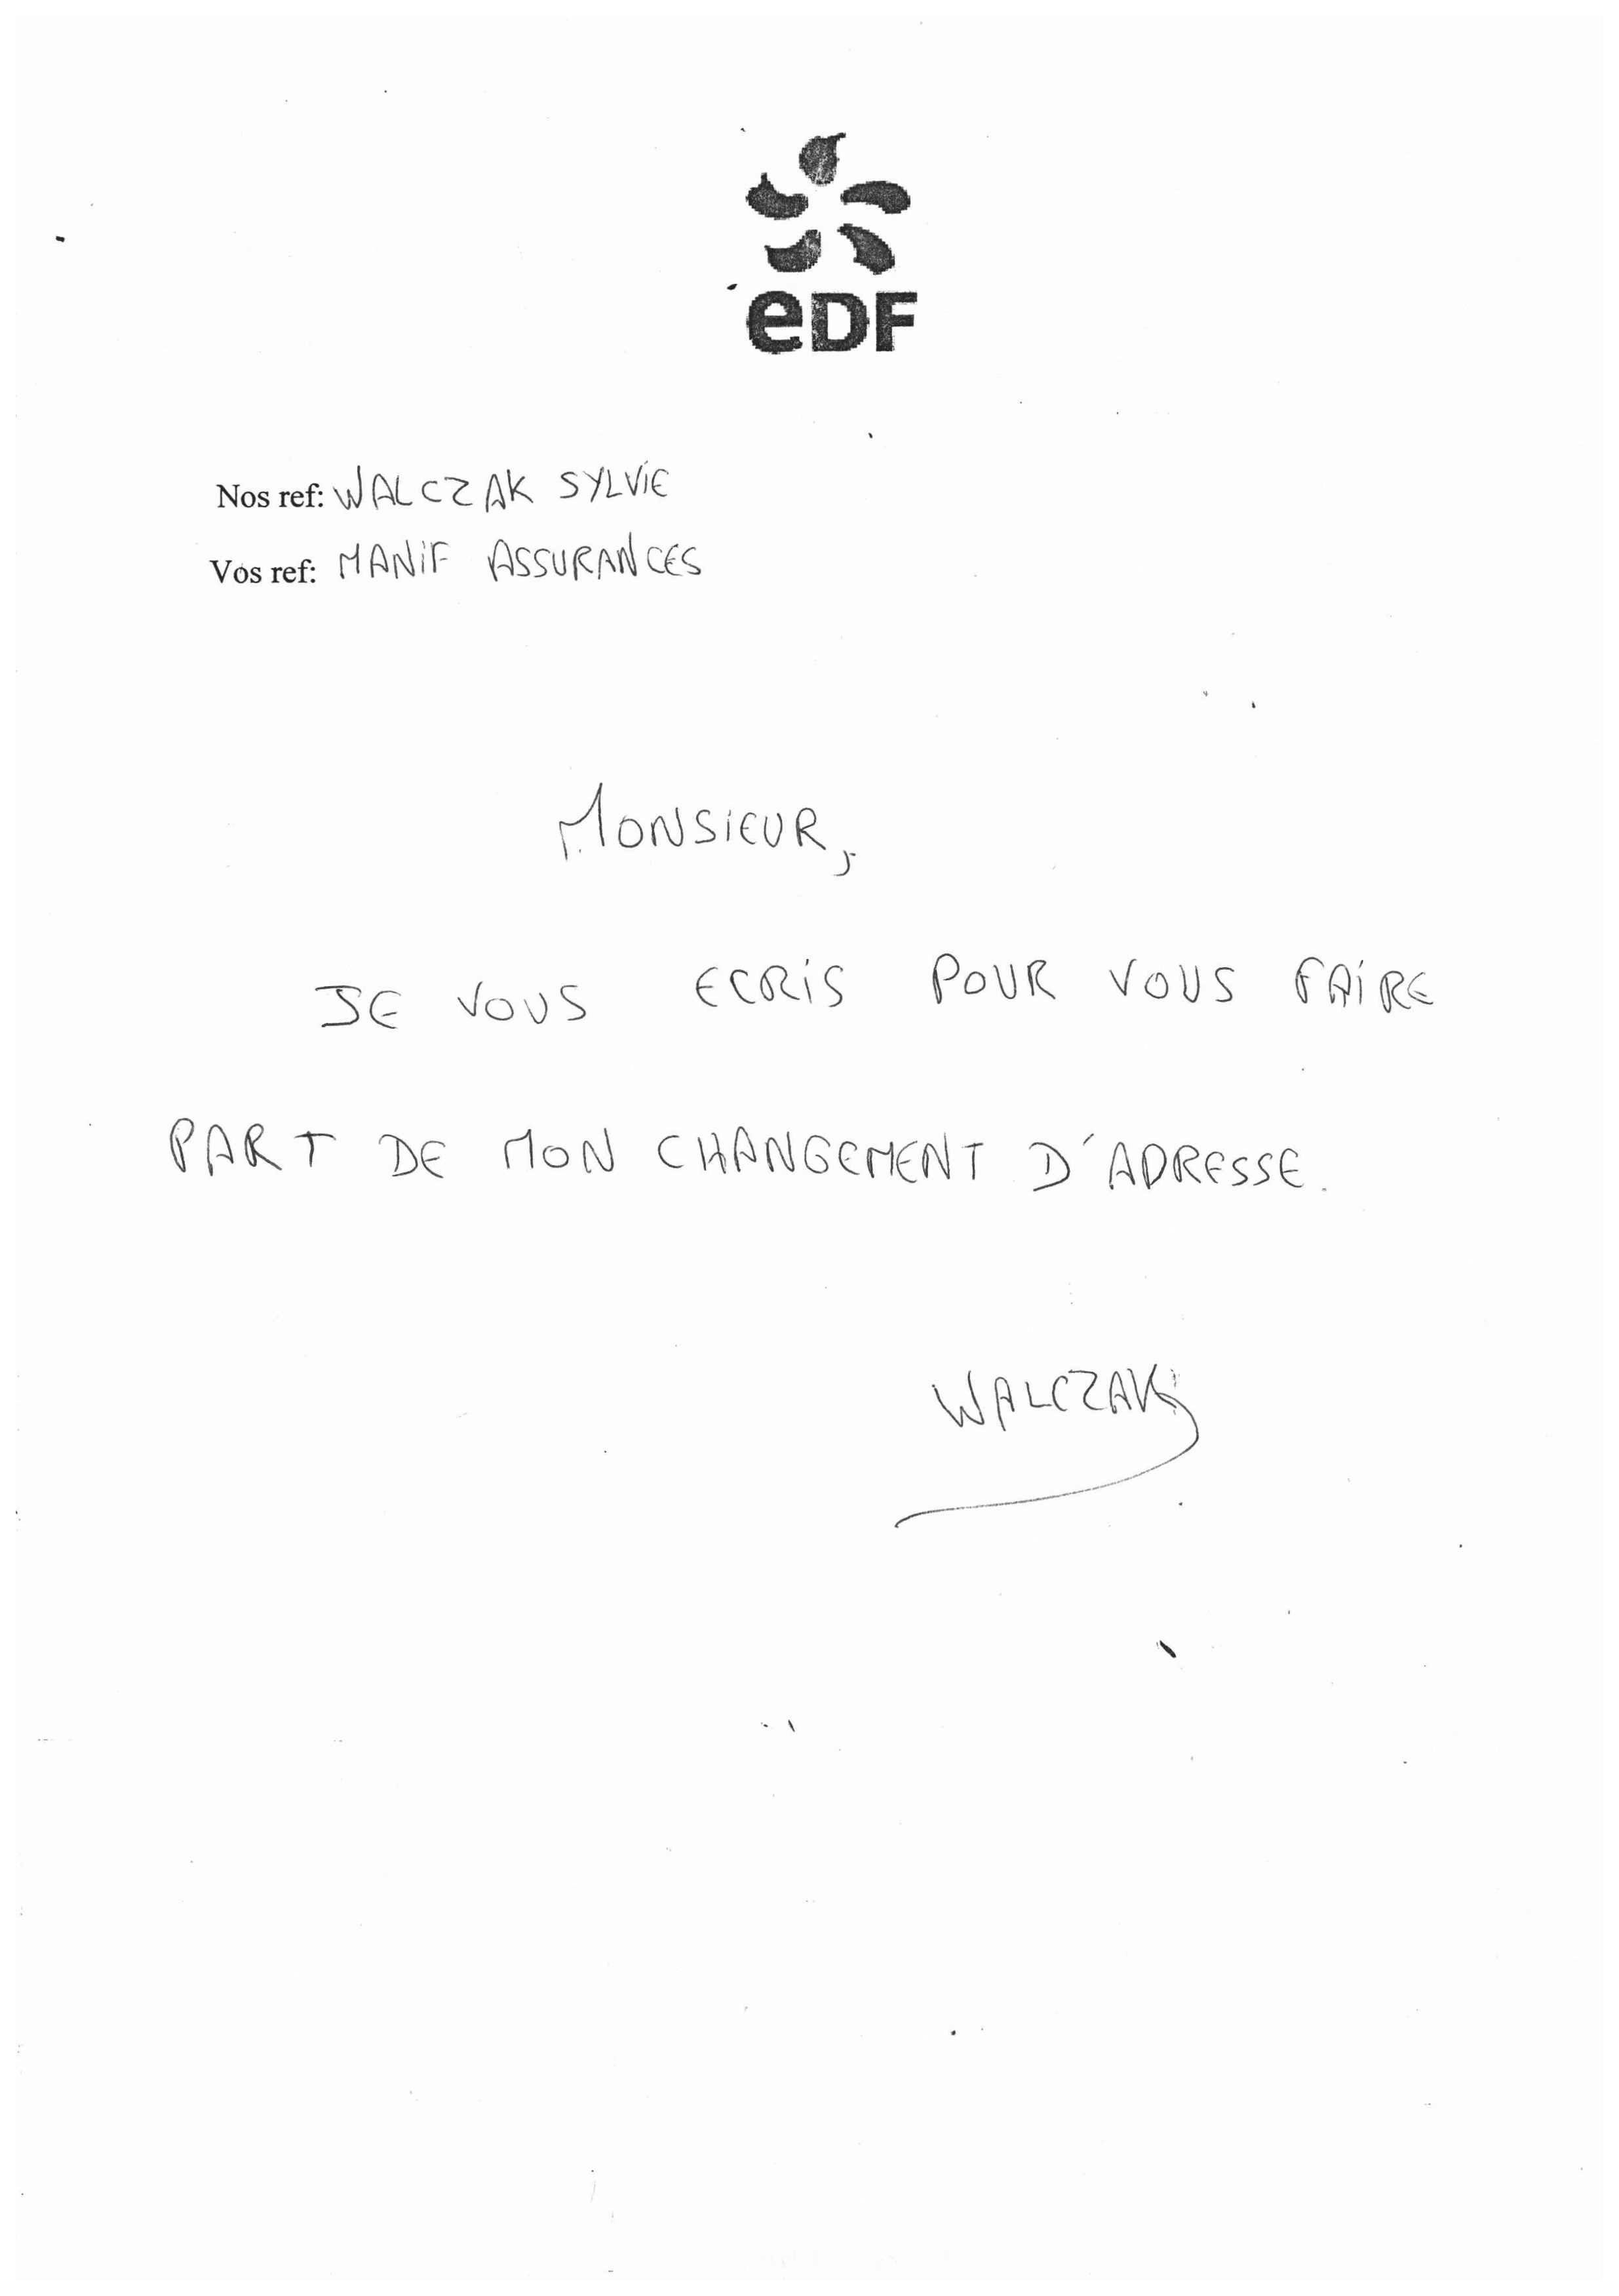 eDF
Nos ref: WALCZAK SYLVIE
Vos ref: MANIF ASSURANCES
MONSIEUR,
JE VOUS ECRIS POUR VOUS FAIRE
PART DE MON CHANGEMENT D'ADRESSE.
WALCZAK